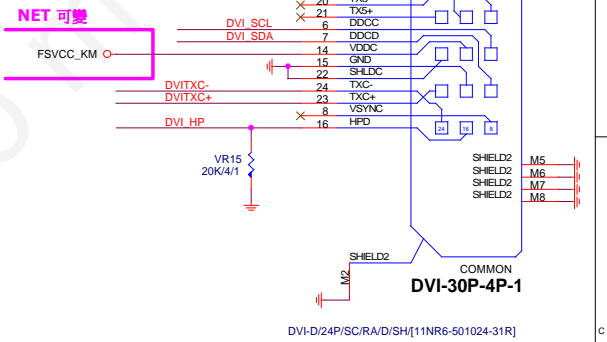 NET 可變
FSVCC_KM
21 TX5+
DVI_SCL 6 DDCC
DVI_SDA 7 DDCD
14 VDDC
15 GND
22 SHLDC
DVITXC- 24 TXC-
DVITXC+ 23 TXC+
8 VSYNC
DVI_HP 16 HPD
24 16 8
VR15
20K/4/1
SHIELD2 M5
SHIELD2 M6
SHIELD2 M7
SHIELD2 M8
SHIELD2
M2
COMMON
DVI-30P-4P-1
DVI-D/24P/SC/RA/D/SH/[11NR6-501024-31R]
C